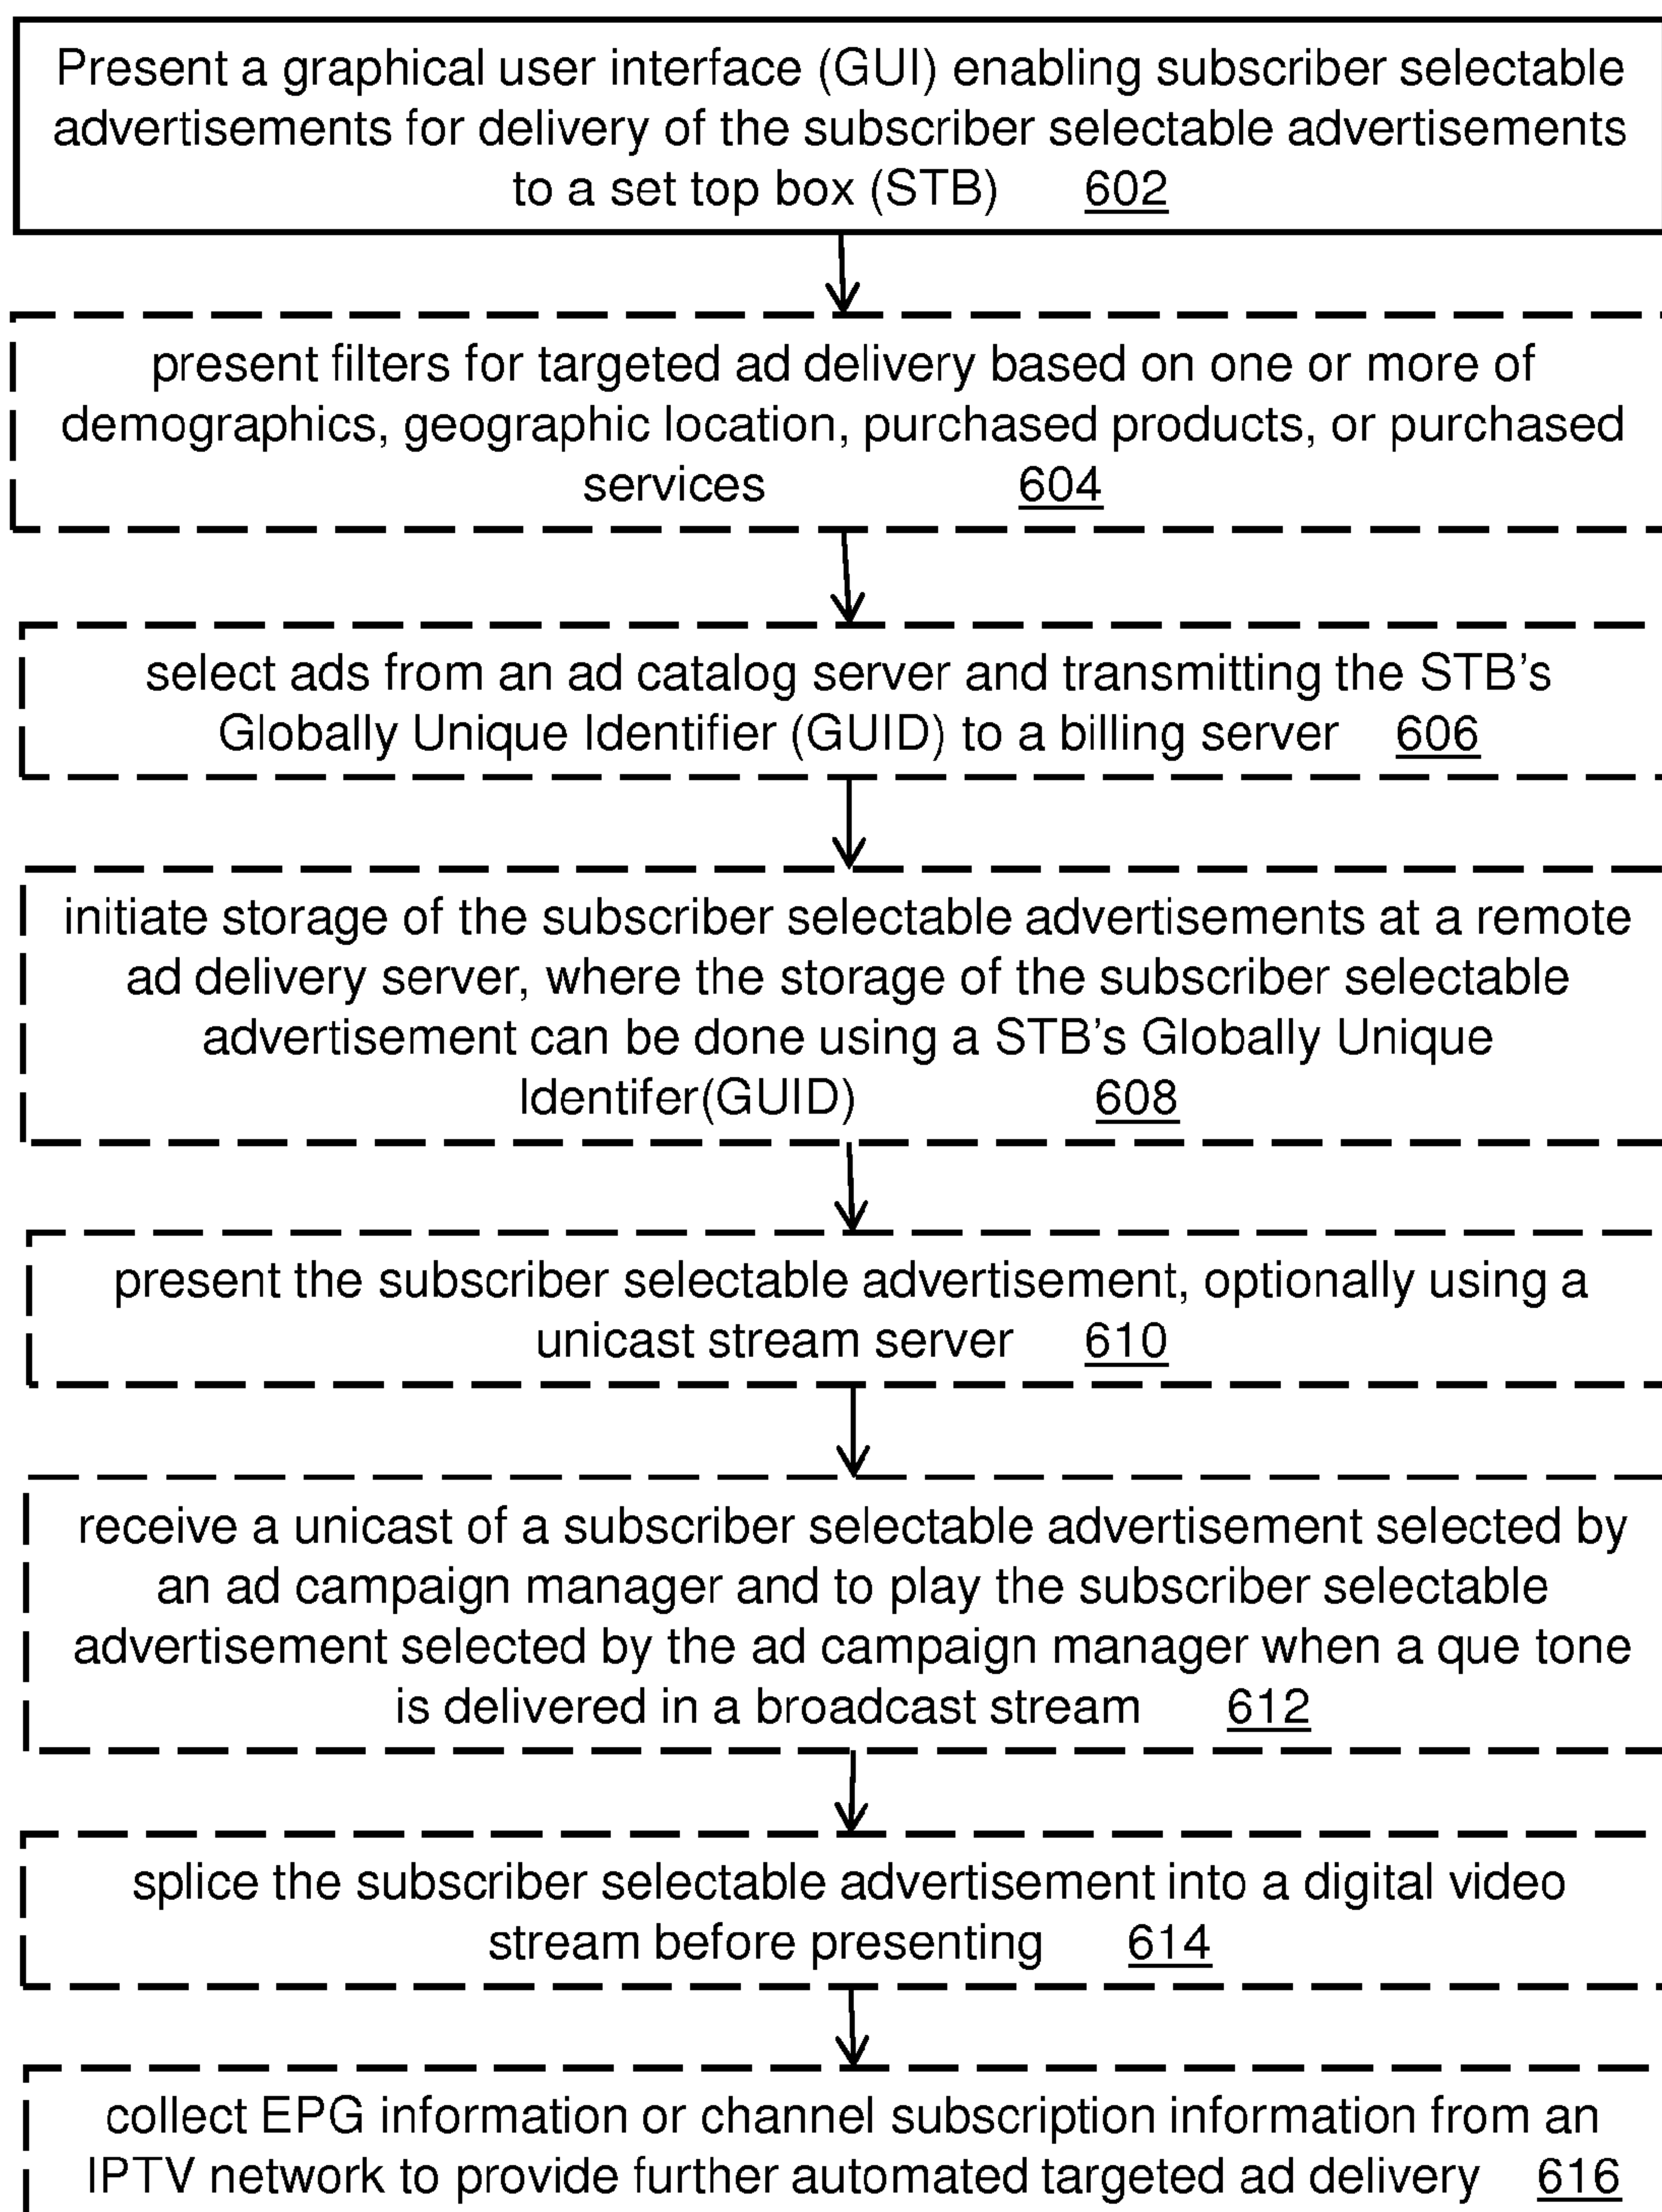 Present a graphical user interface (GUI) enabling subscriber selectable
advertisements for delivery of the subscriber selectable advertisements
to a set top box (STB) 602
present filters for targeted ad delivery based on one or more of
demographics, geographic location, purchased products, or purchased
services 604
select ads from an ad catalog server and transmitting the STB's
Globally Unique Identifier (GUID) to a billing server 606
initiate storage of the subscriber selectable advertisements at a remote
ad delivery server, where the storage of the subscriber selectable
advertisement can be done using a STB's Globally Unique
Identifer(GUID) 608
present the subscriber selectable advertisement, optionally using a
unicast stream server 610
receive a unicast of a subscriber selectable advertisement selected by
an ad campaign manager and to play the subscriber selectable
advertisement selected by the ad campaign manager when a que tone
is delivered in a broadcast stream 612
splice the subscriber selectable advertisement into a digital video
stream before presenting 614
collect EPG information or channel subscription information from an
IPTV network to provide further automated targeted ad delivery 616